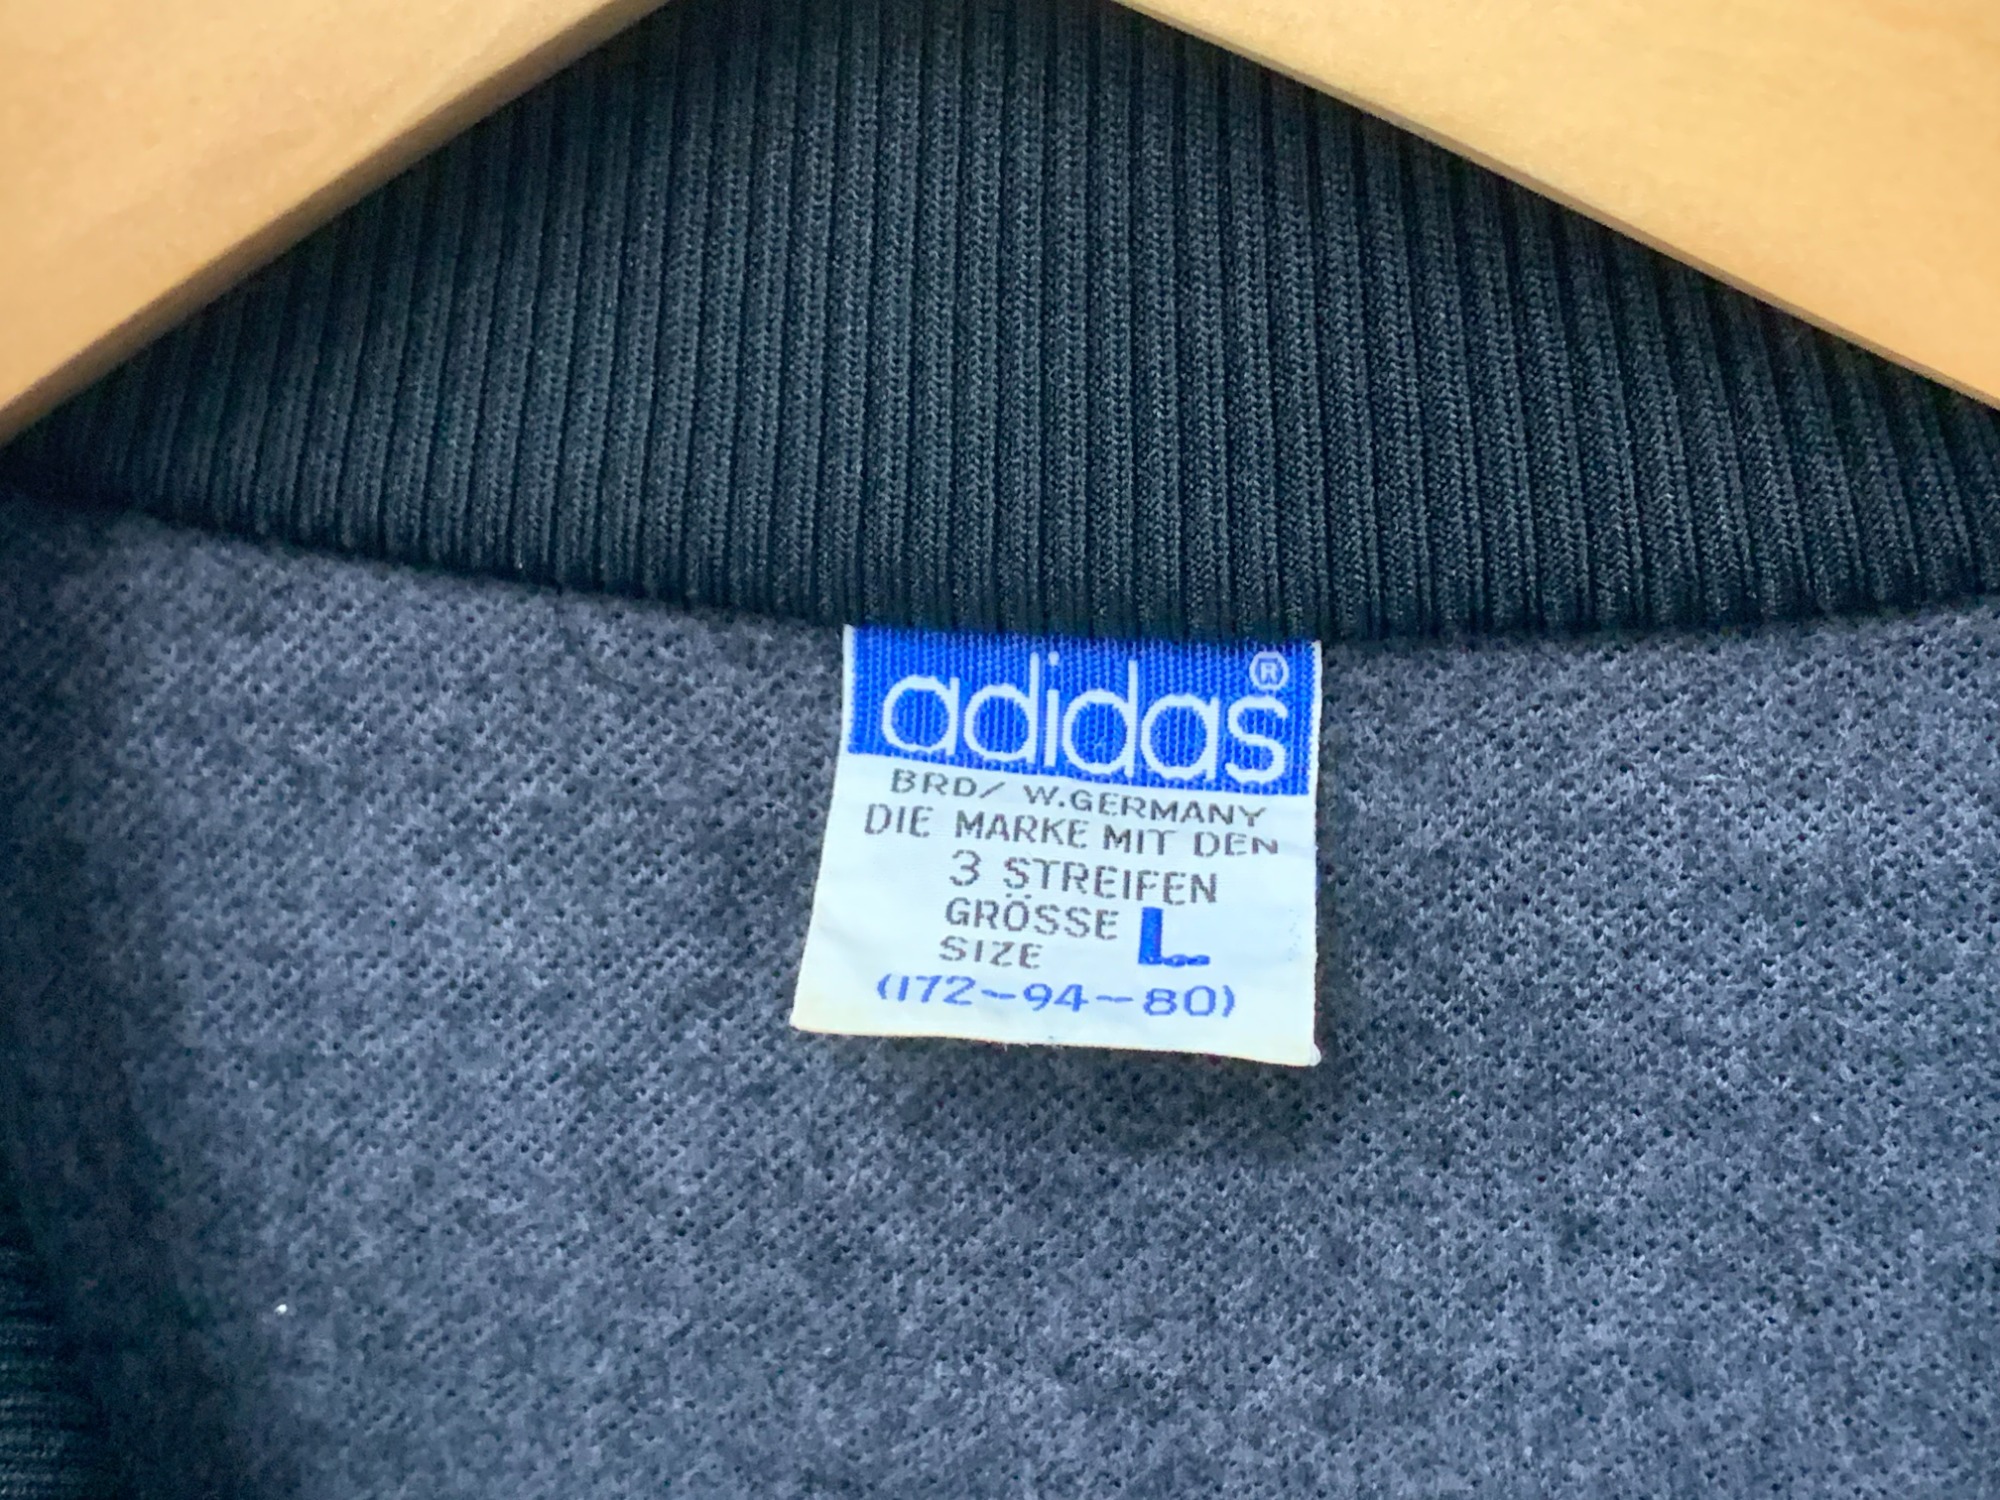 adidas®
BRD/ W.GERMANY
DIE MARKE MIT DEN
3 STREIFEN
GRÖSSE L
SIZE
(172-94-80)